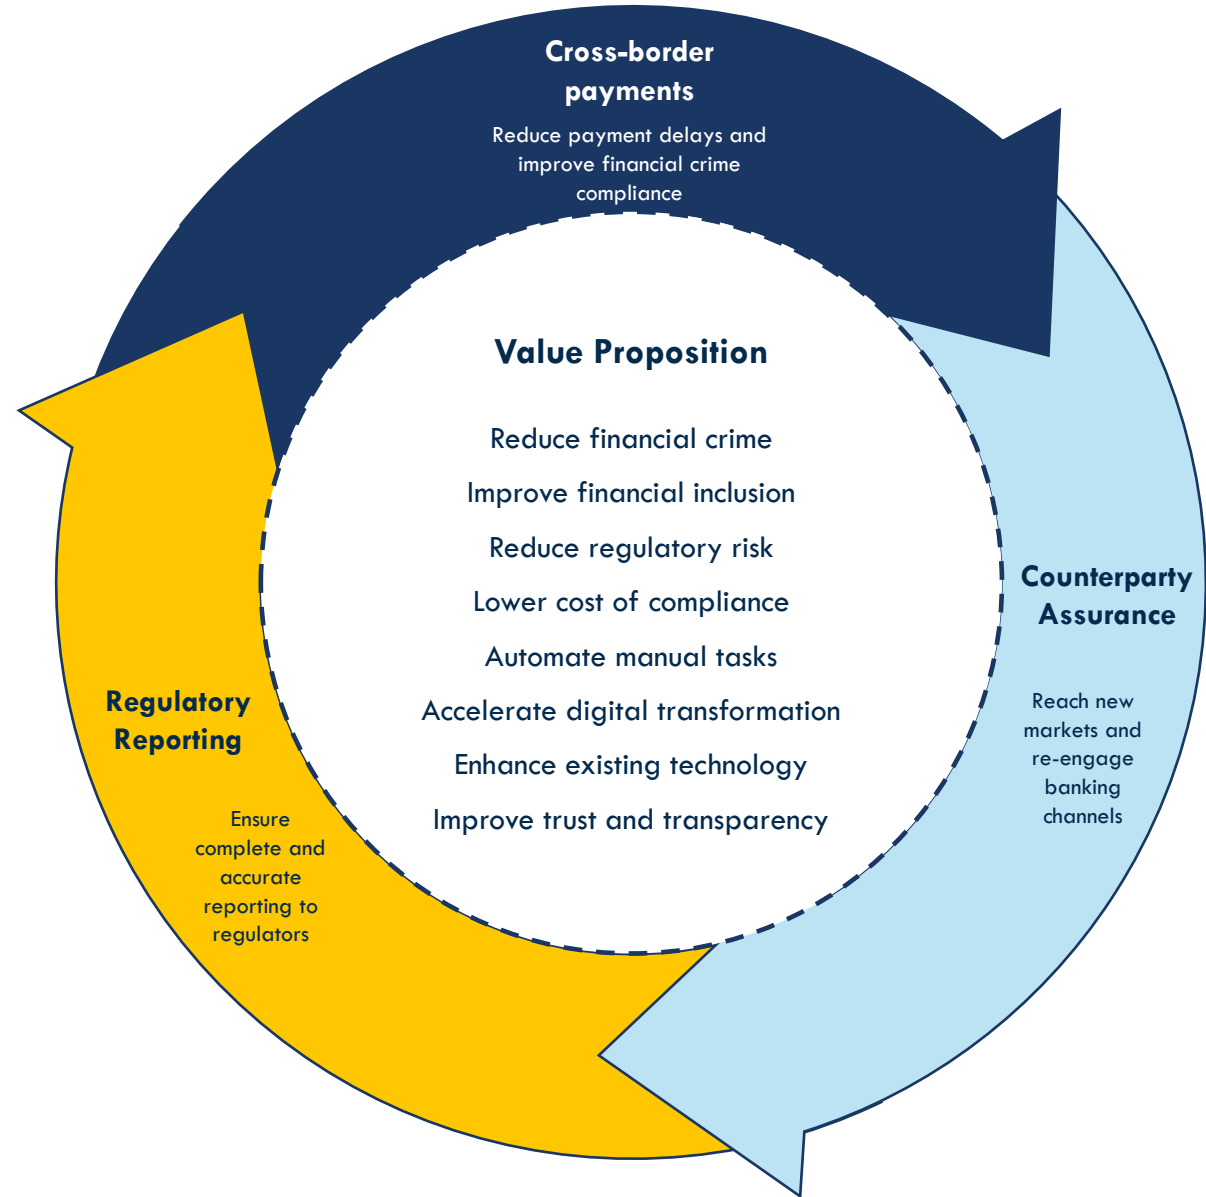 Cross-border
payments
Reduce payment delays and
improve financial crime
compliance
Value Proposition
Reduce financial crime
Improve financial inclusion
Reduce regulatory risk
Lower cost of compliance
Automate manual tasks
Accelerate digital transformation
Enhance existing technology
Improve trust and transparency
Counterparty
Assurance
Reach new
markets and
re-engage
banking
channels
Regulatory
Reporting
Ensure
complete and
accurate
reporting to
regulators